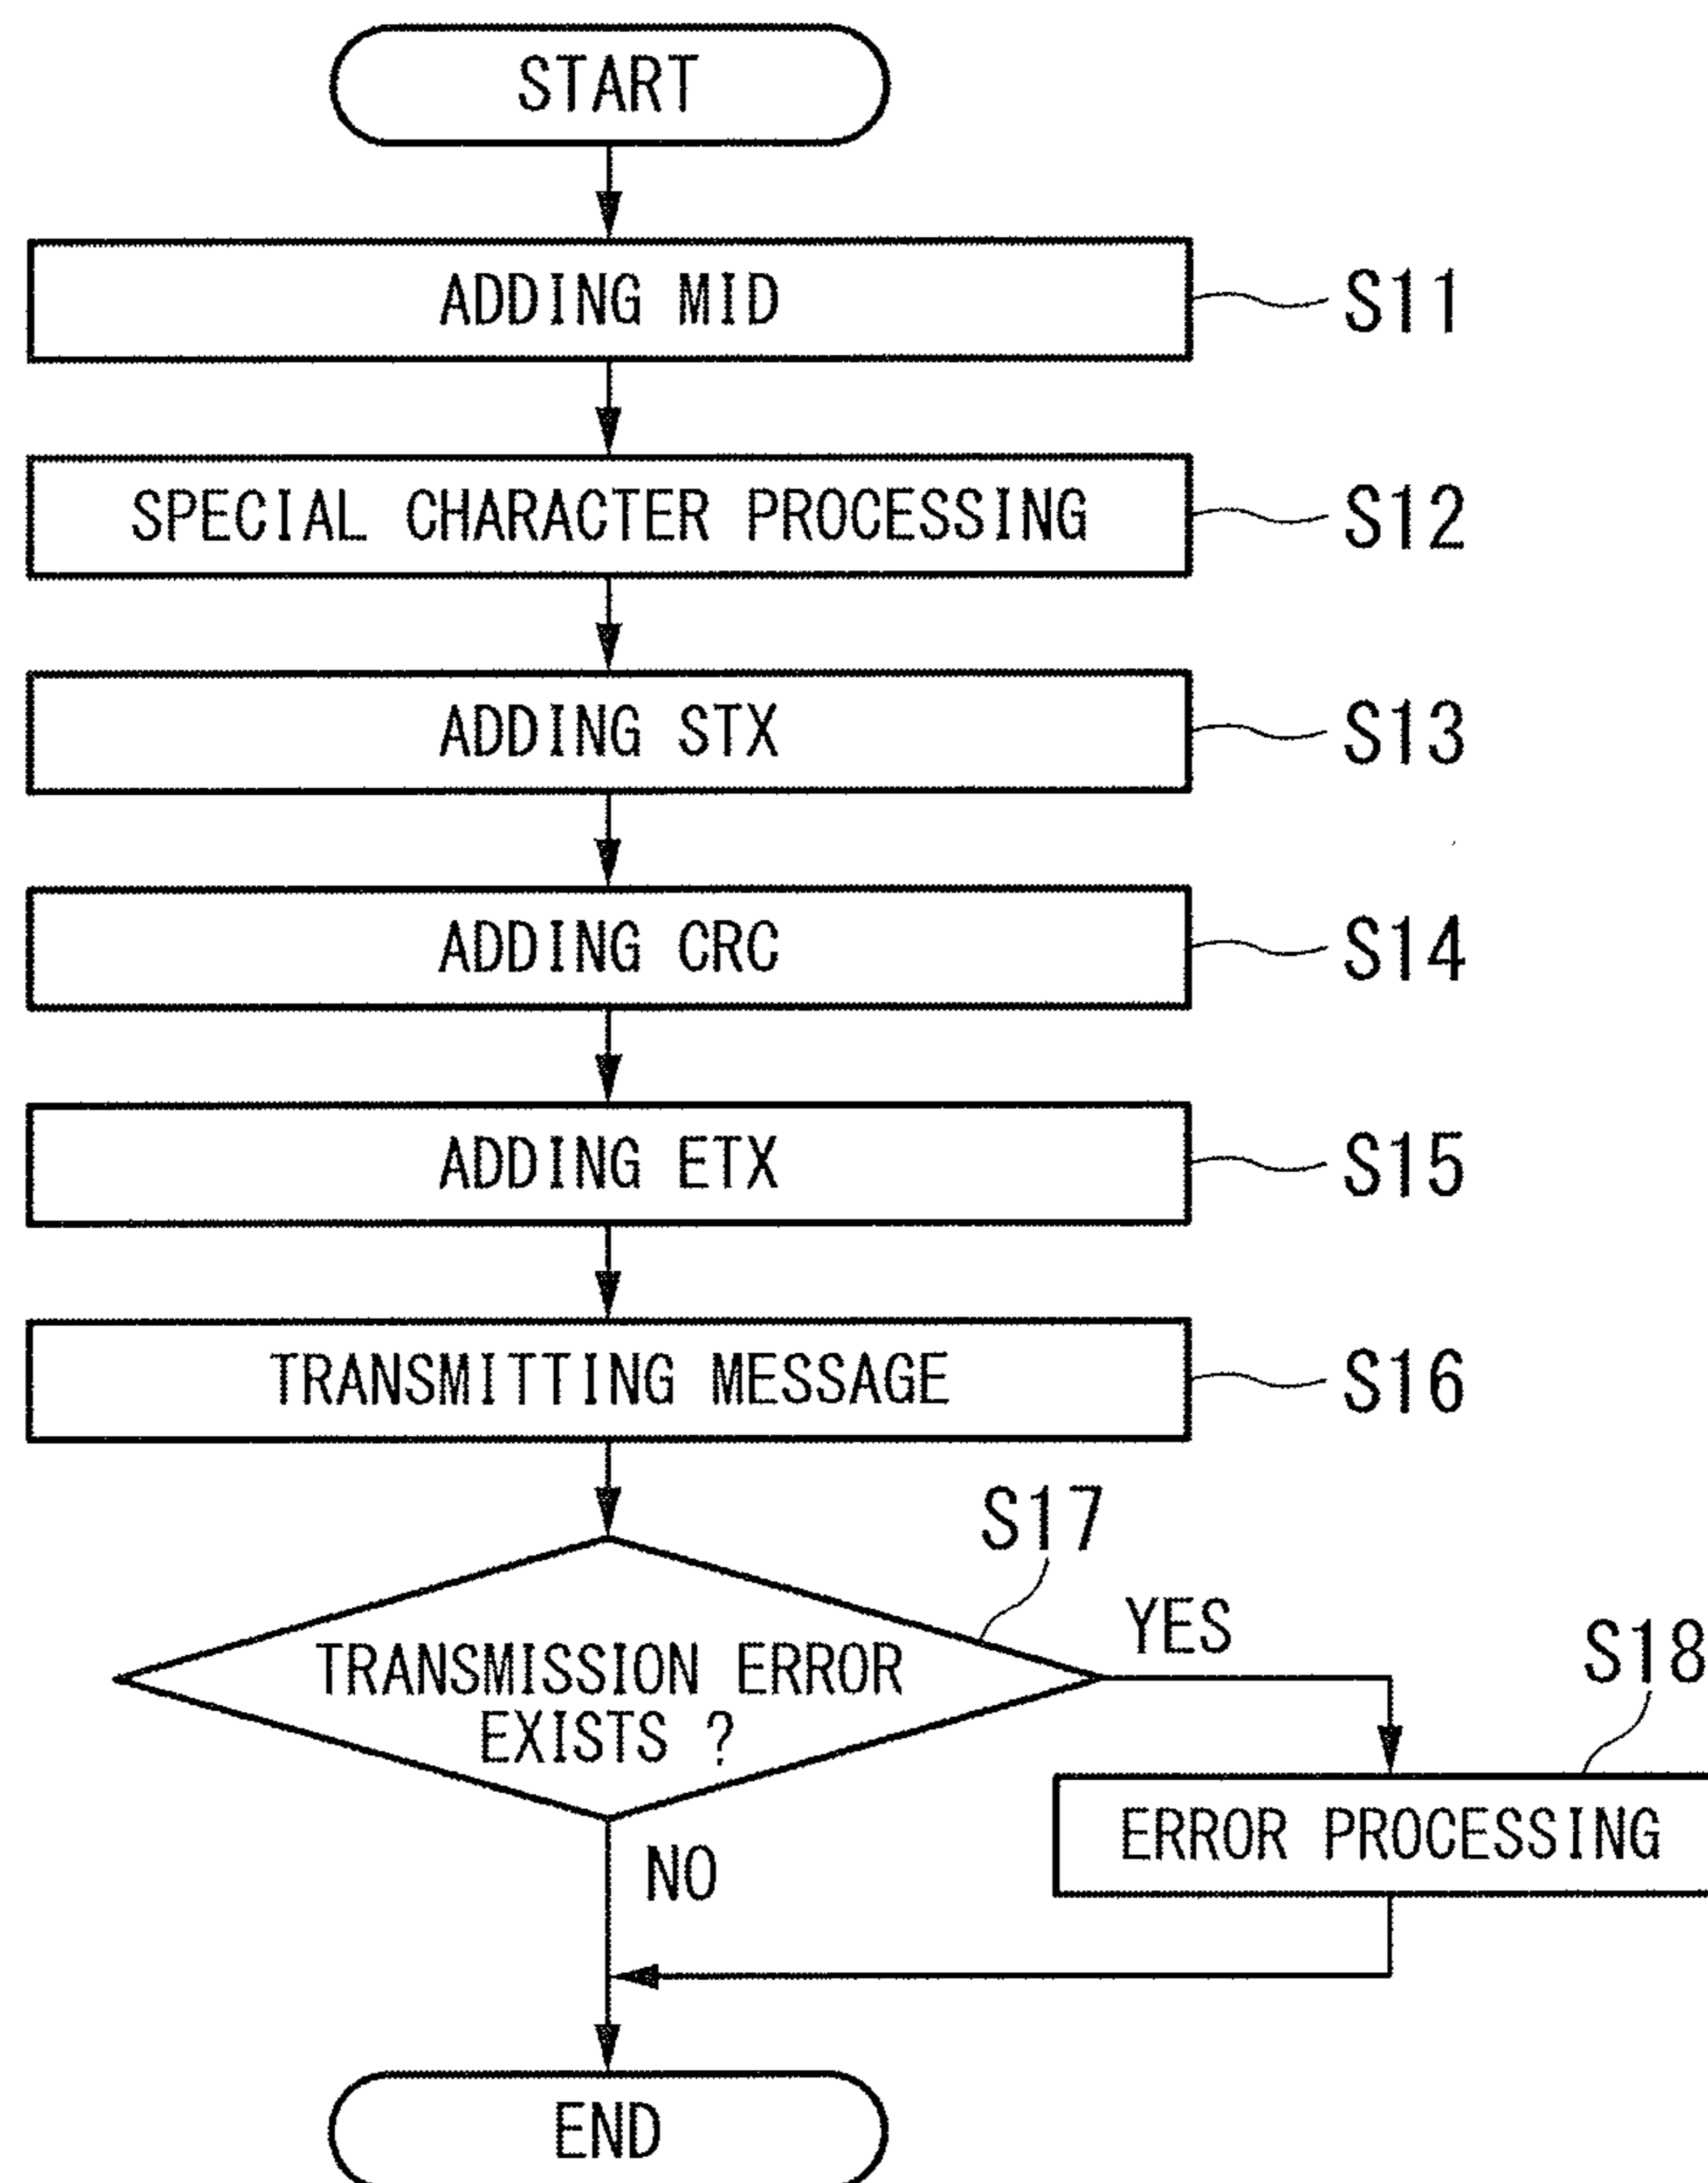 START
ADDING MID
S11
SPECIAL CHARACTER PROCESSING
S12
ADDING STX
S13
ADDING CRC
S14
ADDING ETX
S15
TRANSMITTING MESSAGE
S16
S17
TRANSMISSION ERROR
EXISTS ?
YES
S18
ERROR PROCESSING
NO
END